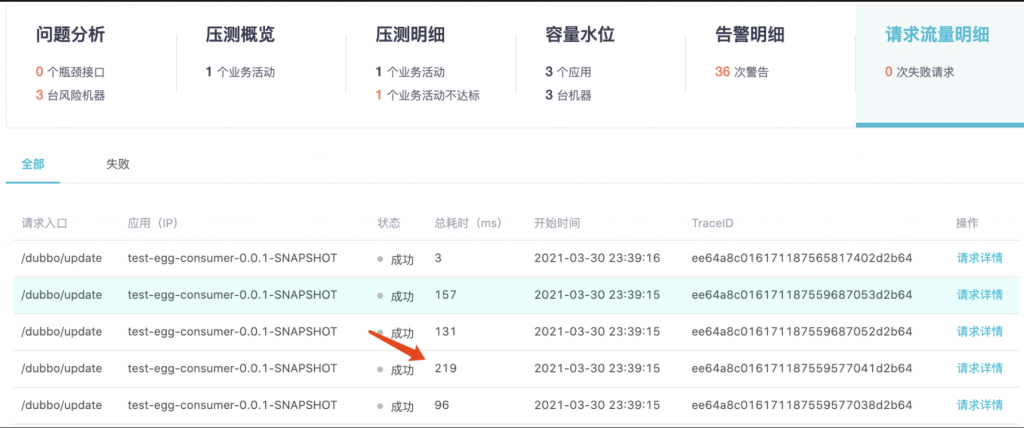 问题分析 压测概览 压测明细 容量水位 告警明细 请求流量明细
0 个瓶颈接口 1 个业务活动 1 个业务活动 3 个应用 36 次警告 0 次失败请求
3 台风险机器 1 个业务活动不达标 3 台机器
全部 失败
请求入口 应用（IP） 状态 总耗时（ms） 开始时间 TraceID 操作
/dubbo/update test-egg-consumer-0.0.1-SNAPSHOT 成功 3 2021-03-30 23:39:16 ee64a8c016171187565817402d2b64 请求详情
/dubbo/update test-egg-consumer-0.0.1-SNAPSHOT 成功 157 2021-03-30 23:39:15 ee64a8c016171187559687053d2b64 请求详情
/dubbo/update test-egg-consumer-0.0.1-SNAPSHOT 成功 131 2021-03-30 23:39:15 ee64a8c016171187559687052d2b64 请求详情
/dubbo/update test-egg-consumer-0.0.1-SNAPSHOT 成功 219 2021-03-30 23:39:15 ee64a8c016171187559577041d2b64 请求详情
/dubbo/update test-egg-consumer-0.0.1-SNAPSHOT 成功 96 2021-03-30 23:39:15 ee64a8c016171187559577038d2b64 请求详情